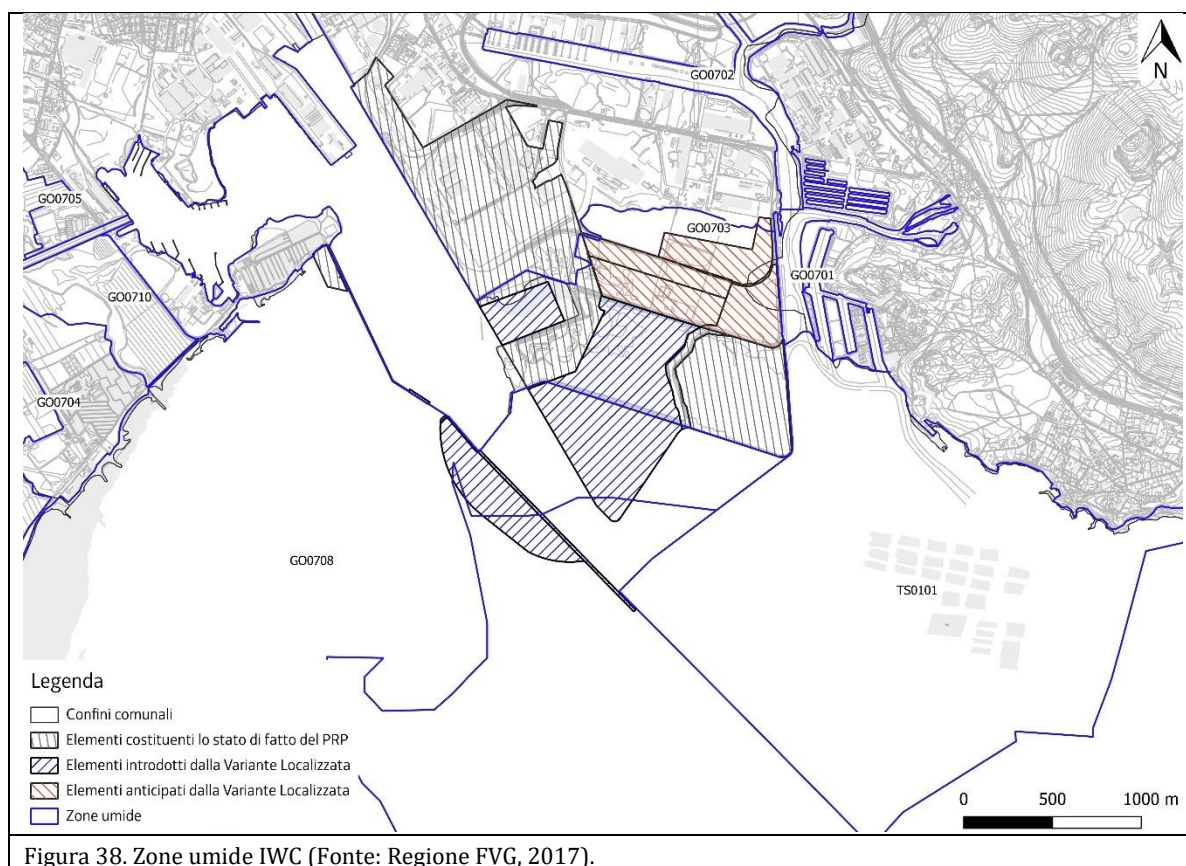 N
GO0702
GO0705
GO0703
GO0701
GO0710
GO0704
GO0708
TS0101
Legenda
Confini comunali
Elementi costituenti lo stato di fatto del PRP
Elementi introdotti dalla Variante Localizzata
Elementi anticipati dalla Variante Localizzata
Zone umide
0 500 1000 m
Figura 38. Zone umide IWC (Fonte: Regione FVG, 2017).